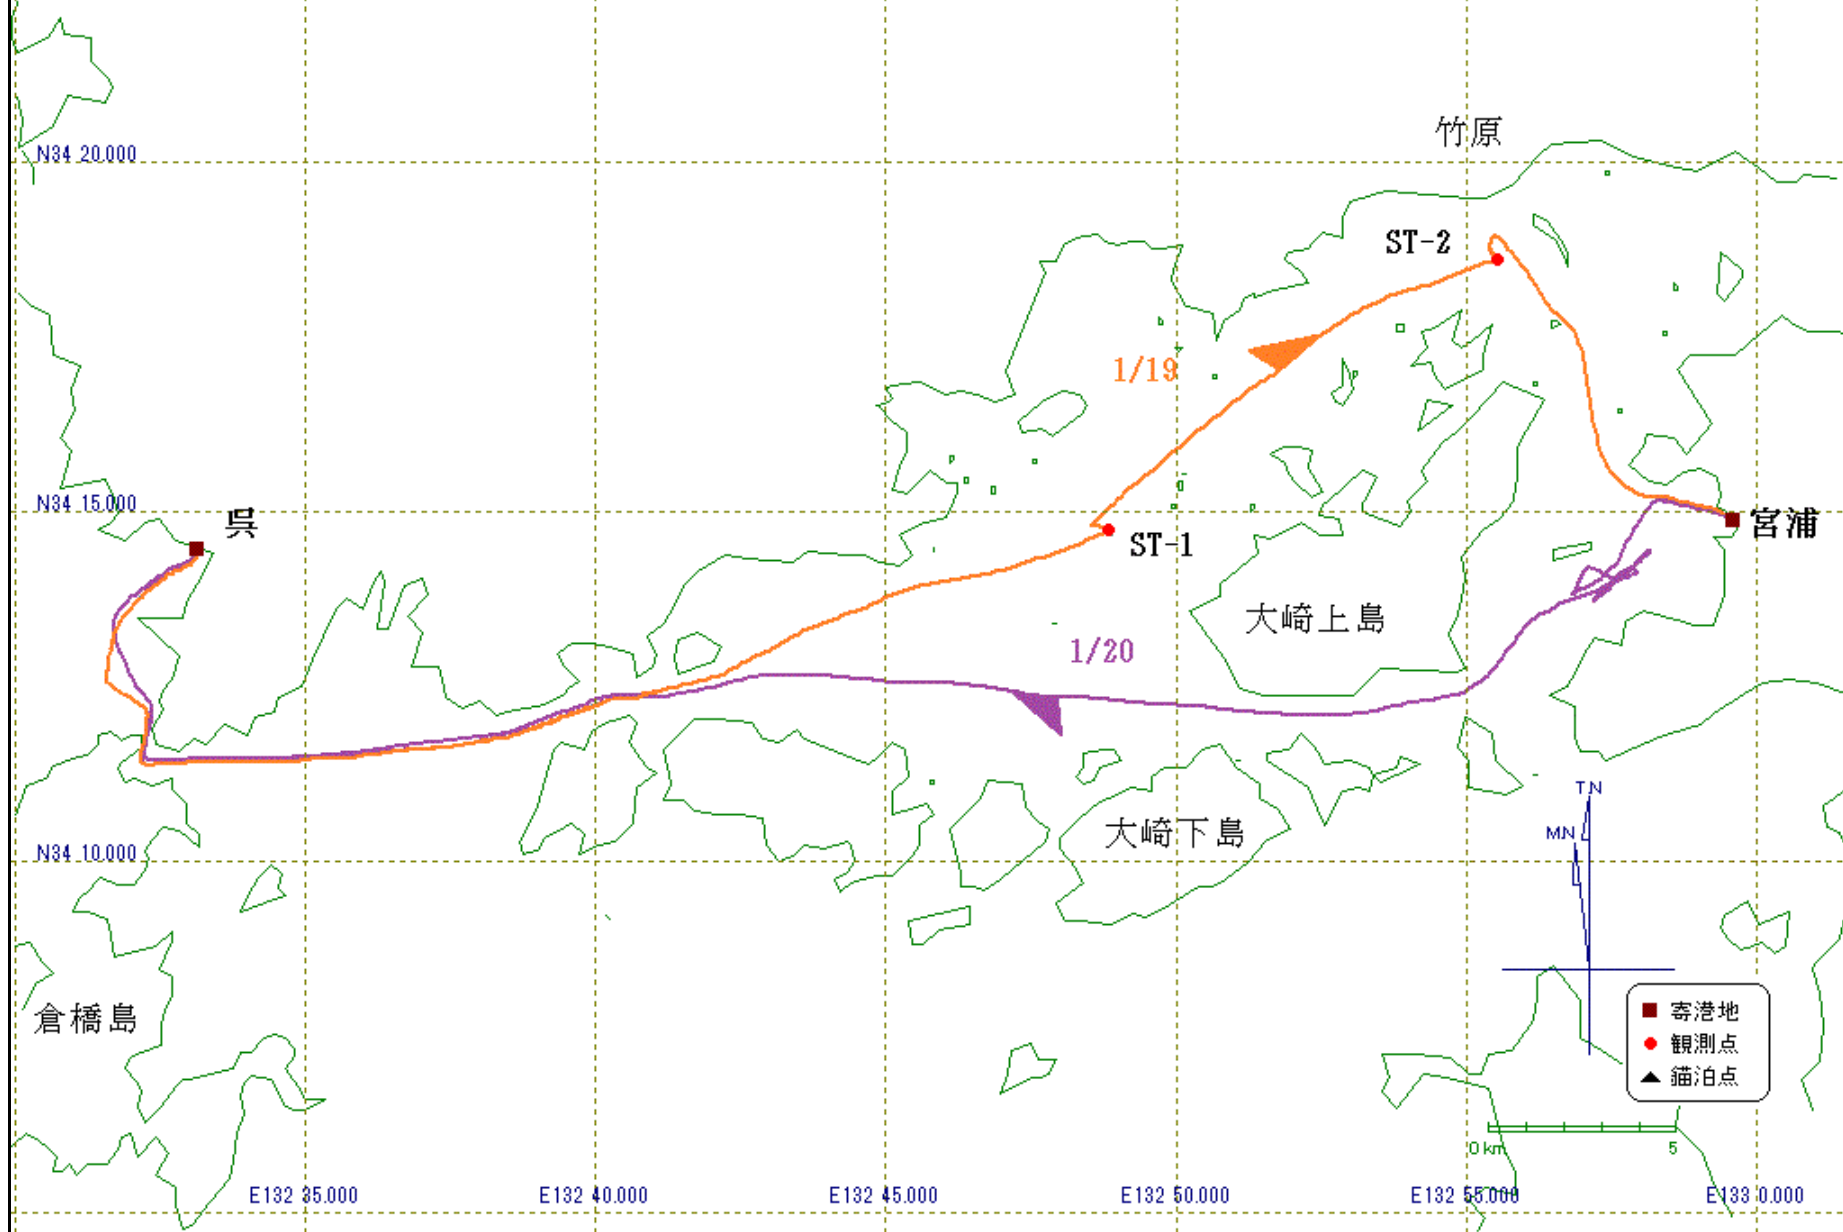 竹原
N34 20.000
ST-2
1/19
N34 15.000
呉
宮浦
ST-1
大崎上島
1/20
T.N
M.N
大崎下島
N34 10.000
倉橋島
寄港地
観測点
錨泊点
0 km
5
E132 35.000
E132 40.000
E132 45.000
E132 50.000
E132 55.000
E133 0.000